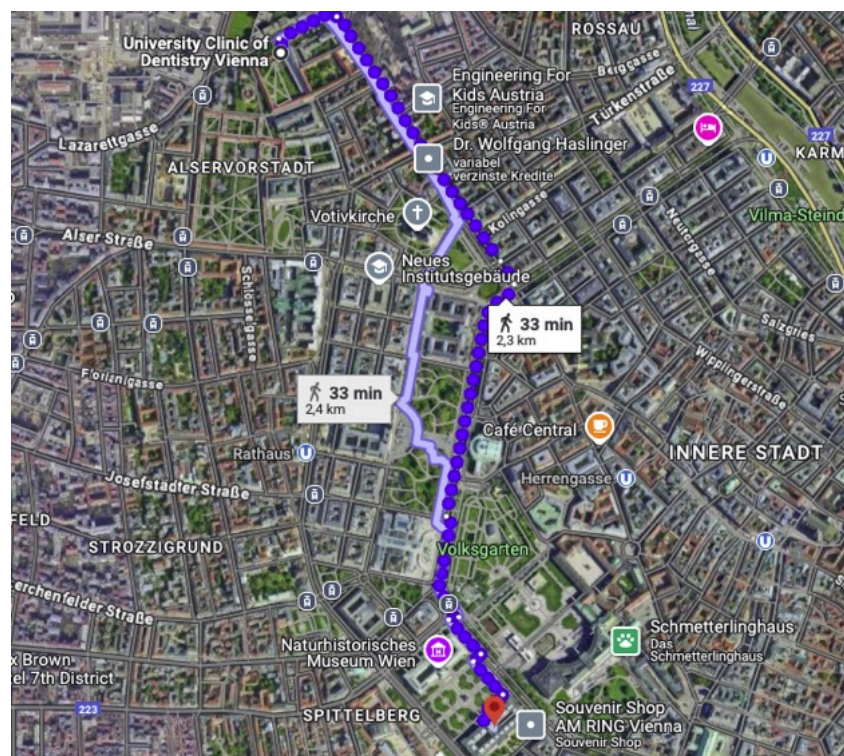 ROSSAU
University Clinic of
Dentistry Vienna
Berggasse
Engineering For
Kids Austria
Engineering For
Kids® Austria
Türkenstraße
227
227
KARM
Lazarettgasse
Dr. Wolfgang Haslinger
variabel
verzinste Kredite
U
ALSERVORSTADT
Votivkirche
Kolingasse
Neutorgasse
Vilma-Steind
Alser Straße
Neues
Institutsgebäude
Schlösselgasse
33 min
2,3 km
Salzgries
Wipplingerstraße
Florianigasse
33 min
2,4 km
Café Central
Rathaus
U
INNERE STADT
Herrengasse
U
Josefstädter Straße
FELD
STROZZIGRUND
Volksgarten
U
erchenfelder Straße
Naturhistorisches
Museum Wien
Schmetterlinghaus
Das
Schmetterlinghaus
x Brown
el 7th District
223
SPITTELBERG
Souvenir Shop
AM RING Vienna
Souvenir Shop